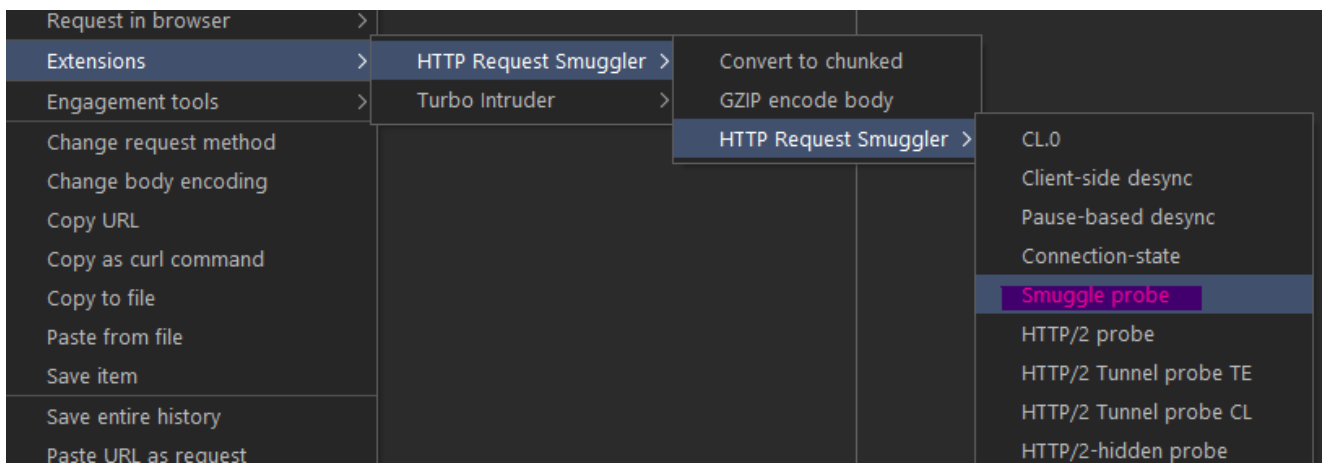 Request in browser >
Extensions >
Engagement tools >
Change request method
Change body encoding
Copy URL
Copy as curl command
Copy to file
Paste from file
Save item
Save entire history
Paste URL as request
HTTP Request Smuggler >
Turbo Intruder >
Convert to chunked
GZIP encode body
HTTP Request Smuggler >
CL.0
Client-side desync
Pause-based desync
Connection-state
Smuggle probe
HTTP/2 probe
HTTP/2 Tunnel probe TE
HTTP/2 Tunnel probe CL
HTTP/2-hidden probe